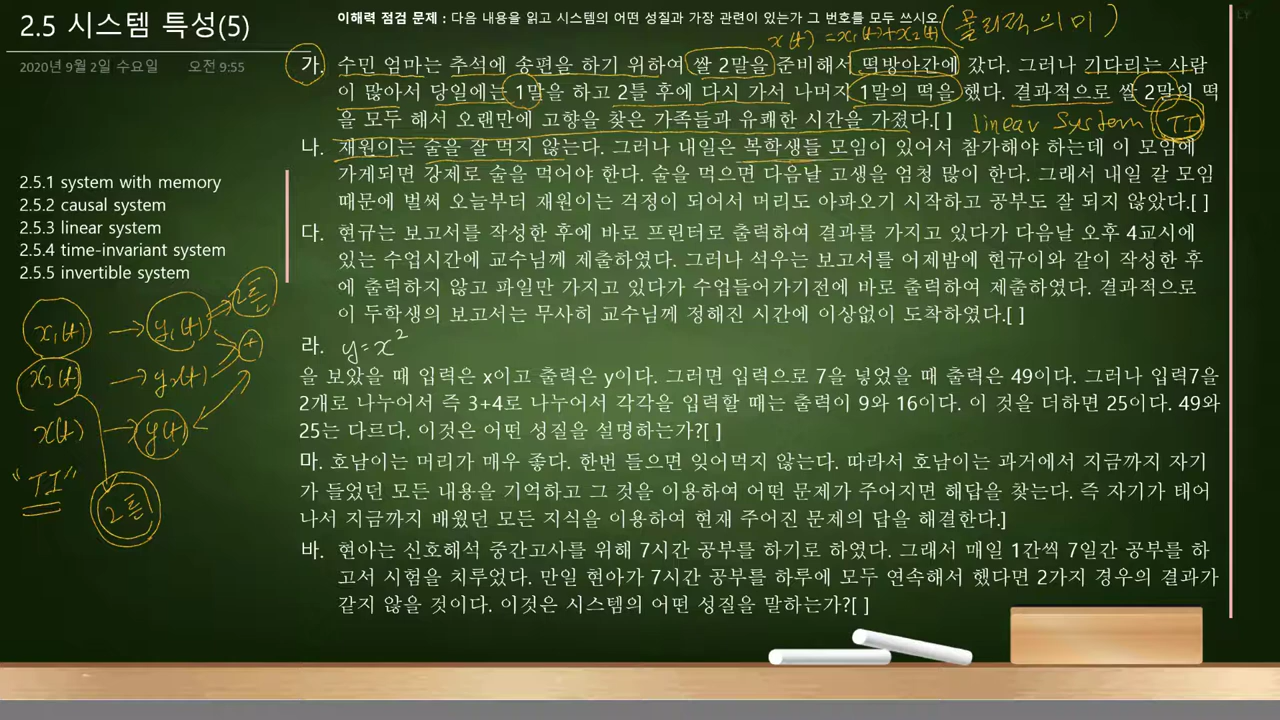 2.5 시스템 특성(5)
2020년 9월 2일 수요일 오전 9:55
2.5.1 system with memory
2.5.2 causal system
2.5.3 linear system
2.5.4 time-invariant system
2.5.5 invertible system
x₁(t) → y₁(t) ⇒ 2튿
x₂(t) → y₂(t) (+)
x(t) → x y(t)
"TI"
2튿
이해력 점검 문제 : 다음 내용을 읽고 시스템의 어떤 성질과 가장 관련이 있는가 그 번호를 모두 쓰시오. (물리적의미)
x(t) = x₁(t)+x₂(t)
가. 수민 엄마는 추석에 송편을 하기 위하여 쌀 2말을 준비해서 떡방아간에 갔다. 그러나 기다리는 사람
이 많아서 당일에는 1말을 하고 2틀 후에 다시 가서 나머지 1말의 떡을 했다. 결과적으로 쌀 2말의 떡
을 모두 해서 오랜만에 고향을 찾은 가족들과 유쾌한 시간을 가졌다.[ ] linear system TI
나. 재원이는 술을 잘 먹지 않는다. 그러나 내일은 복학생들 모임이 있어서 참가해야 하는데 이 모임에
가게되면 강제로 술을 먹어야 한다. 술을 먹으면 다음날 고생을 엄청 많이 한다. 그래서 내일 갈 모임
때문에 벌써 오늘부터 재원이는 걱정이 되어서 머리도 아파오기 시작하고 공부도 잘 되지 않았다.[ ]
다. 현규는 보고서를 작성한 후에 바로 프린터로 출력하여 결과를 가지고 있다가 다음날 오후 4교시에
있는 수업시간에 교수님께 제출하였다. 그러나 석우는 보고서를 어제밤에 현규이와 같이 작성한 후
에 출력하지 않고 파일만 가지고 있다가 수업들어가기전에 바로 출력하여 제출하였다. 결과적으로
이 두학생의 보고서는 무사히 교수님께 정해진 시간에 이상없이 도착하였다.[ ]
라. y=x²
을 보았을 때 입력은 x이고 출력은 y이다. 그러면 입력으로 7을 넣었을 때 출력은 49이다. 그러나 입력7을
2개로 나누어서 즉 3+4로 나누어서 각각을 입력할 때는 출력이 9와 16이다. 이 것을 더하면 25이다. 49와
25는 다르다. 이것은 어떤 성질을 설명하는가?[ ]
마. 호남이는 머리가 매우 좋다. 한번 들으면 잊어먹지 않는다. 따라서 호남이는 과거에서 지금까지 자기
가 들었던 모든 내용을 기억하고 그 것을 이용하여 어떤 문제가 주어지면 해답을 찾는다. 즉 자기가 태어
나서 지금까지 배웠던 모든 지식을 이용하여 현재 주어진 문제의 답을 해결한다.]
바. 현아는 신호해석 중간고사를 위해 7시간 공부를 하기로 하였다. 그래서 매일 1간씩 7일간 공부를 하
고서 시험을 치루었다. 만일 현아가 7시간 공부를 하루에 모두 연속해서 했다면 2가지 경우의 결과가
같지 않을 것이다. 이것은 시스템의 어떤 성질을 말하는가?[ ]